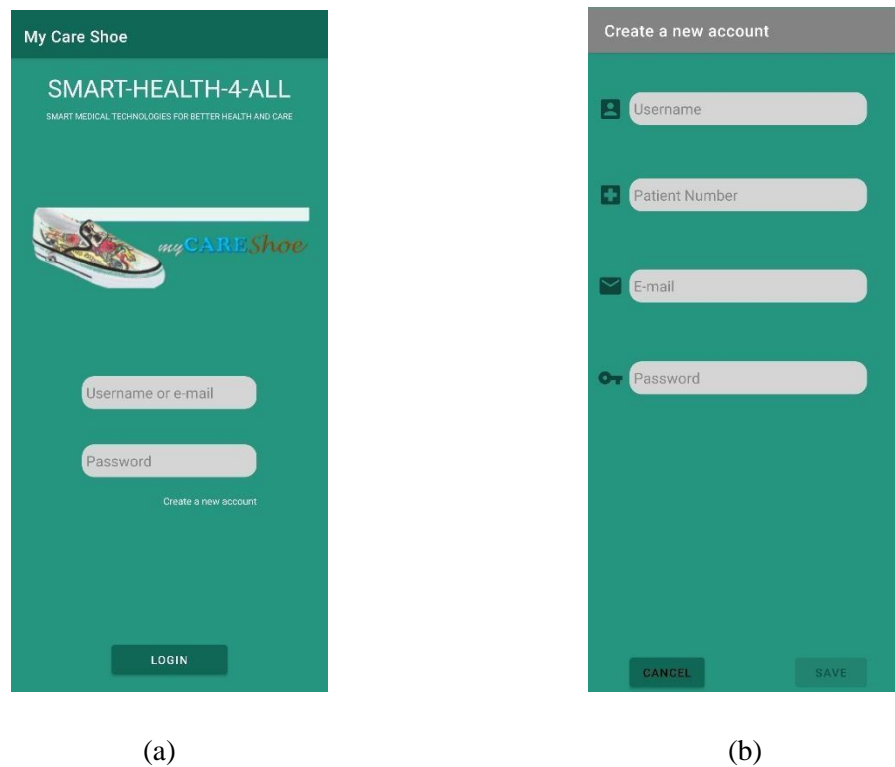 My Care Shoe
SMART-HEALTH-4-ALL
SMART MEDICAL TECHNOLOGIES FOR BETTER HEALTH AND CARE
myCAREShoe
Username or e-mail
Password
Create a new account
LOGIN
(a)
Create a new account
Username
Patient Number
E-mail
Password
CANCEL
SAVE
(b)